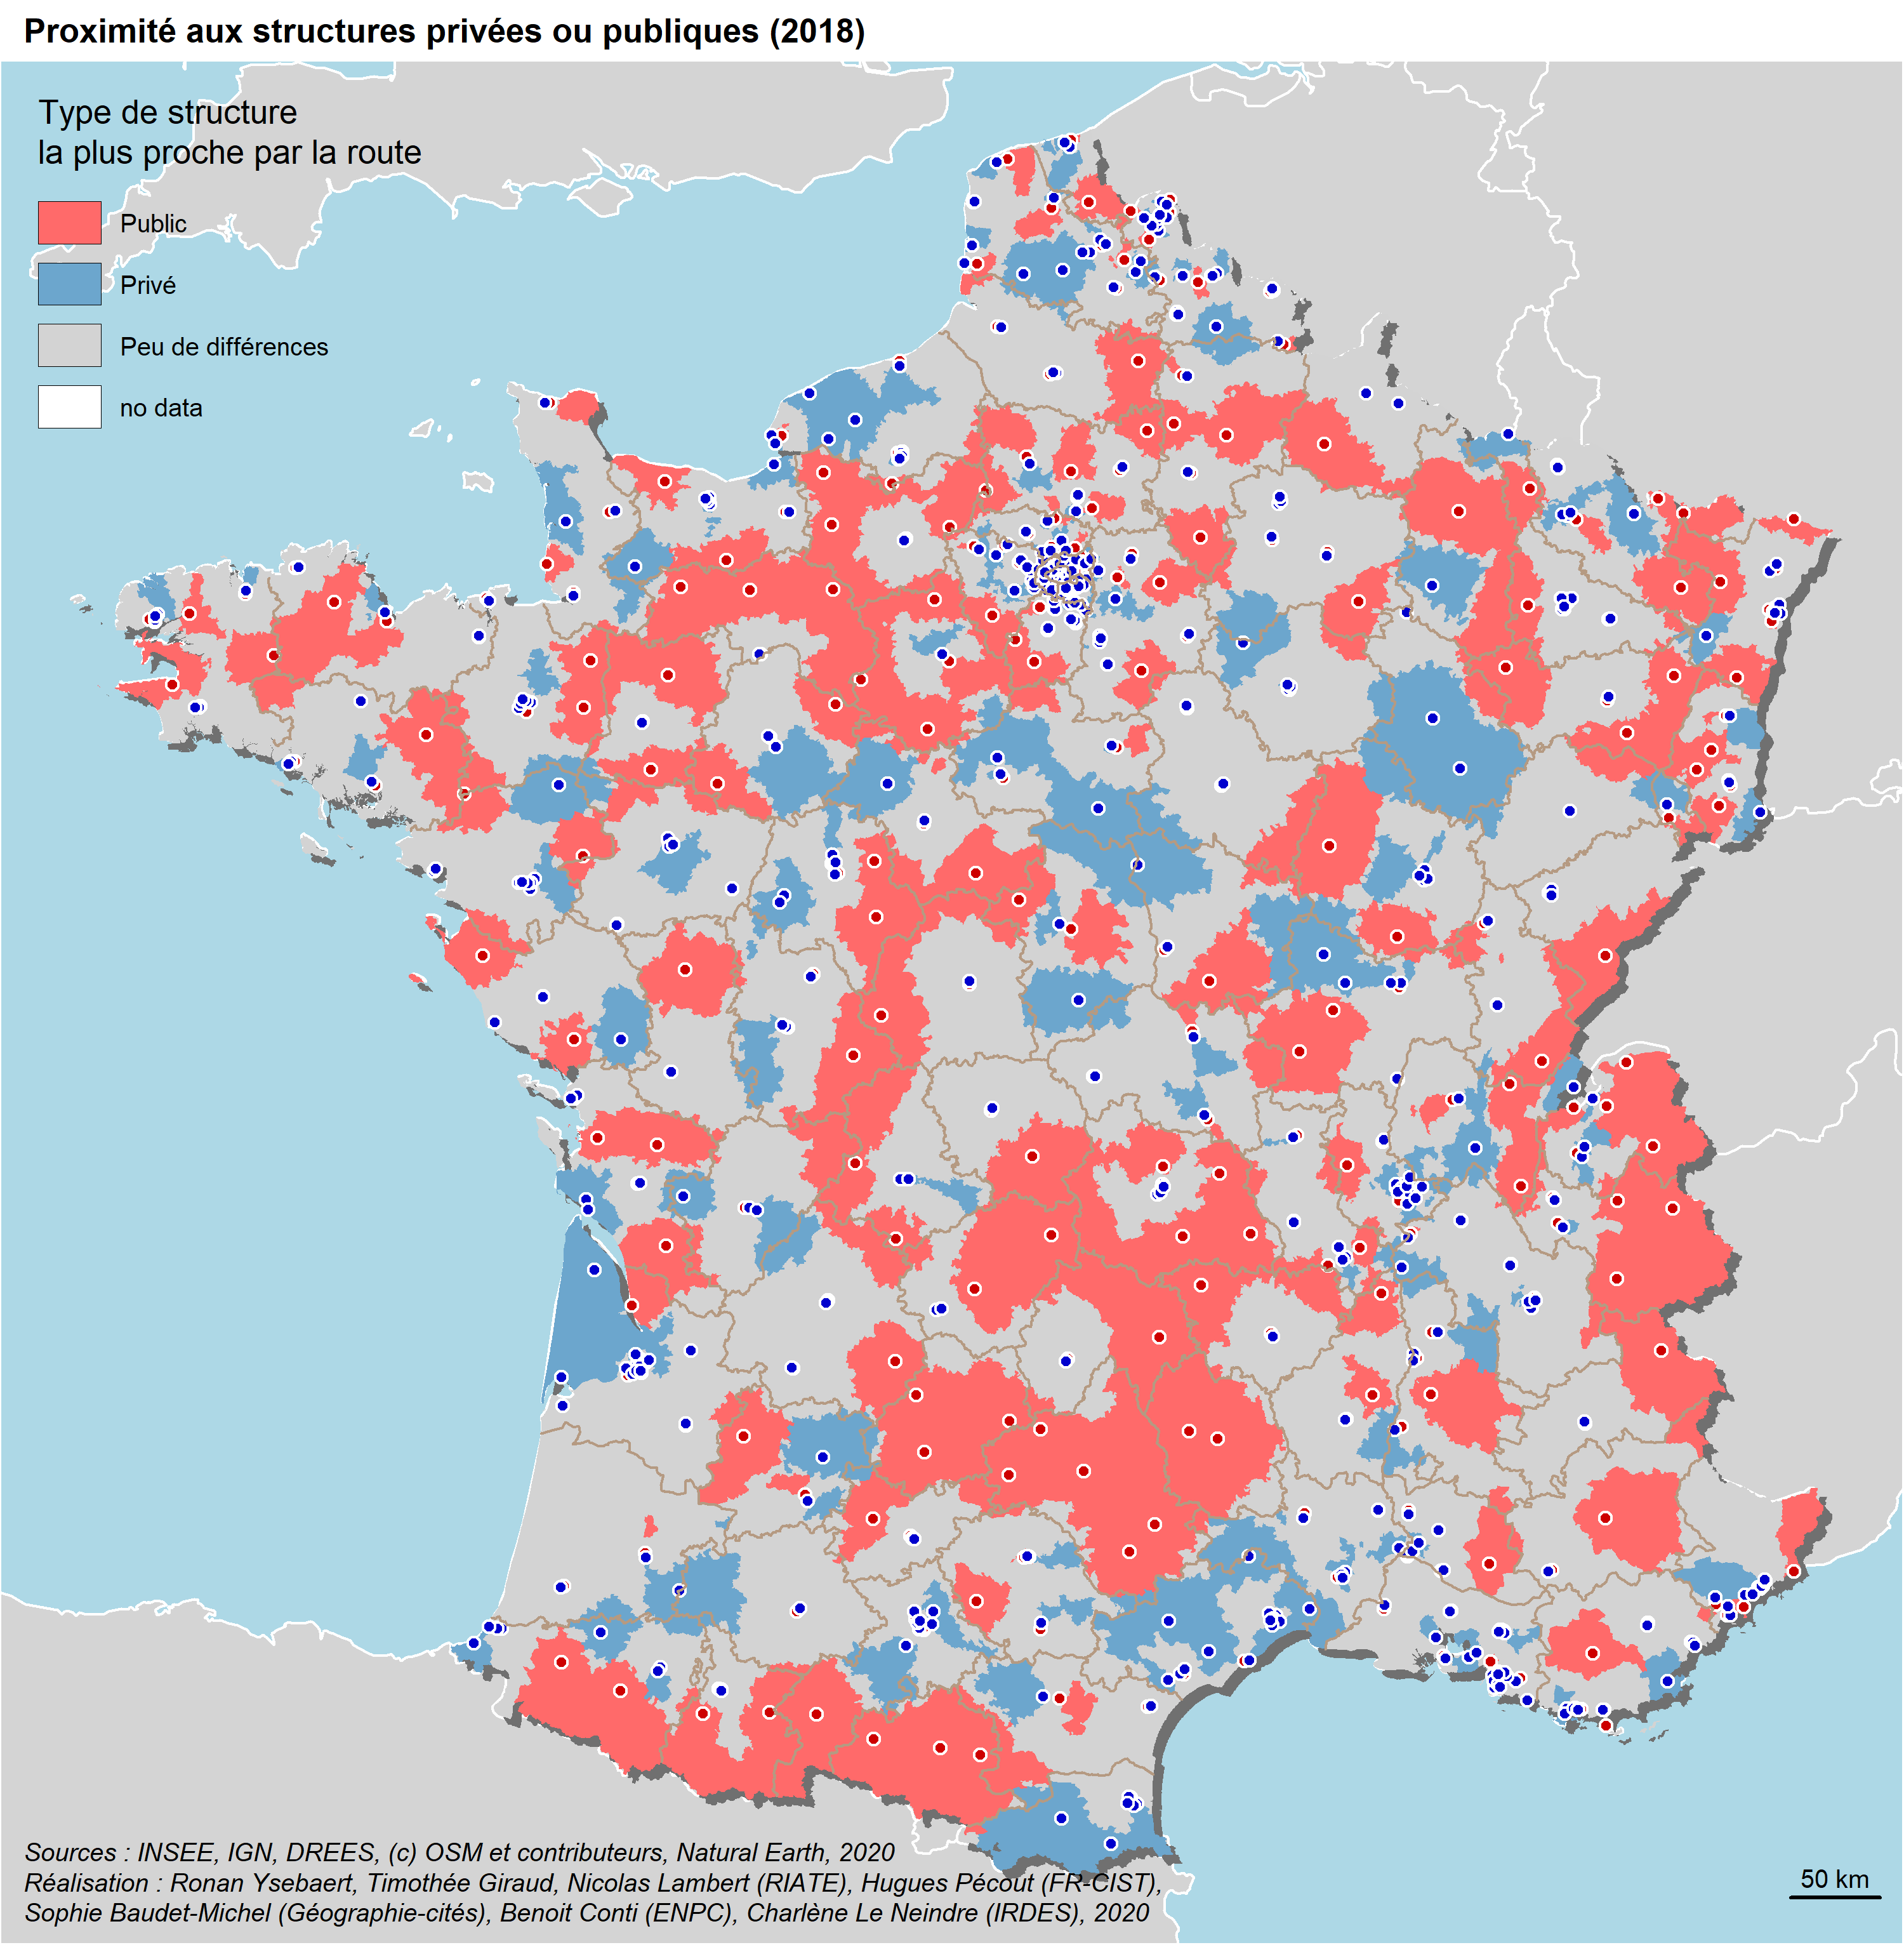 Proximité aux structures privées ou publiques (2018)
Type de structure
la plus proche par la route
Public
Privé
Peu de différences
no data
Sources : INSEE, IGN, DREES, (c) OSM et contributeurs, Natural Earth, 2020
Réalisation : Ronan Ysebaert, Timothée Giraud, Nicolas Lambert (RIATE), Hugues Pécout (FR-CIST),
Sophie Baudet-Michel (Géographie-cités), Benoit Conti (ENPC), Charlène Le Neindre (IRDES), 2020
50 km